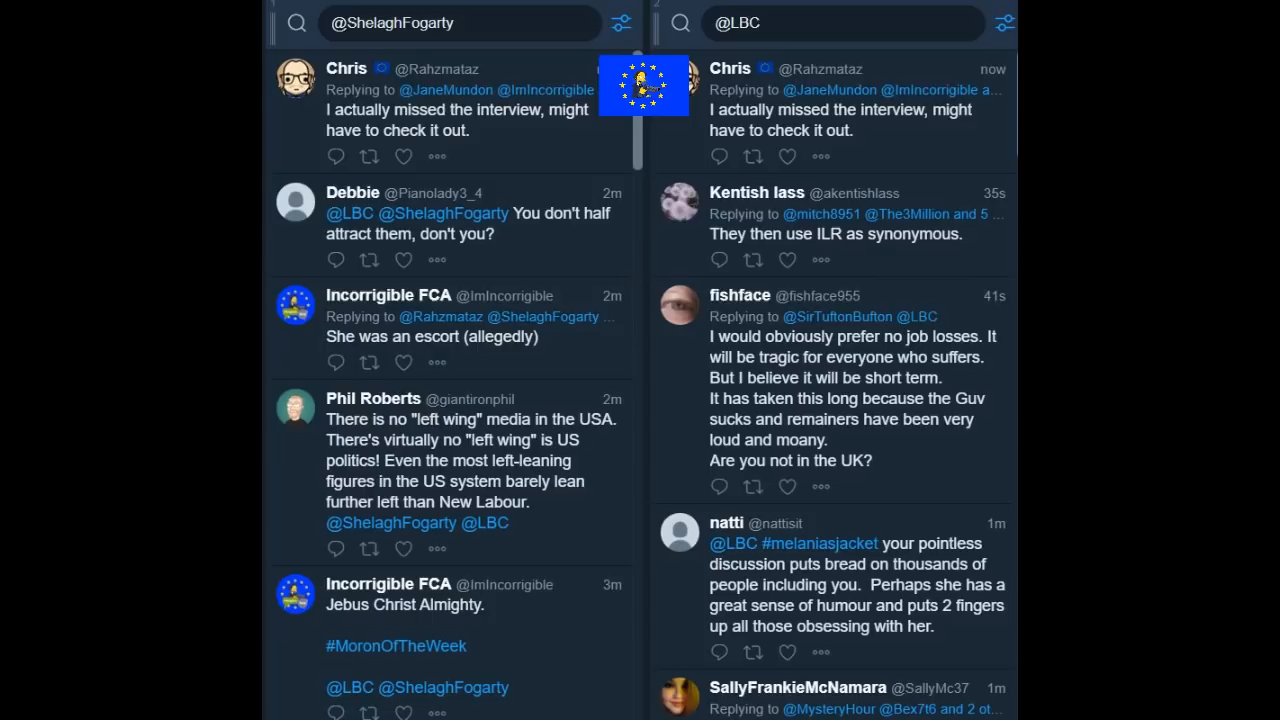 @ShelaghFogarty
Chris @Rahzmataz
Replying to @JaneMundon @ImIncorrigible
I actually missed the interview, might
have to check it out.
Debbie @Pianolady3_4 2m
@LBC @ShelaghFogarty You don't half
attract them, don't you?
Incorrigible FCA @ImIncorrigible 2m
Replying to @Rahzmataz @ShelaghFogarty ...
She was an escort (allegedly)
Phil Roberts @giantironphil 2m
There is no "left wing" media in the USA.
There's virtually no "left wing" is US
politics! Even the most left-leaning
figures in the US system barely lean
further left than New Labour.
@ShelaghFogarty @LBC
Incorrigible FCA @ImIncorrigible 3m
Jebus Christ Almighty.
#MoronOfTheWeek
@LBC @ShelaghFogarty
2
@LBC
Chris @Rahzmataz now
Replying to @JaneMundon @ImIncorrigible a...
I actually missed the interview, might
have to check it out.
Kentish lass @akentishlass 35s
Replying to @mitch8951 @The3Million and 5 ...
They then use ILR as synonymous.
fishface @fishface955 41s
Replying to @SirTuftonBufton @LBC
I would obviously prefer no job losses. It
will be tragic for everyone who suffers.
But I believe it will be short term.
It has taken this long because the Guv
sucks and remainers have been very
loud and moany.
Are you not in the UK?
natti @nattisit 1m
@LBC #melaniasjacket your pointless
discussion puts bread on thousands of
people including you.  Perhaps she has a
great sense of humour and puts 2 fingers
up all those obsessing with her.
SallyFrankieMcNamara @SallyMc37 1m
Replying to @MysteryHour @Bex7t6 and 2 ot...